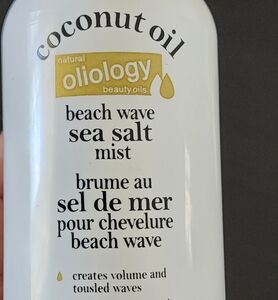 coconut oil
natural
oliology
beauty oils
beach wave
sea salt
mist
brume au
sel de mer
pour chevelure
beach wave
creates volume and
tousled waves